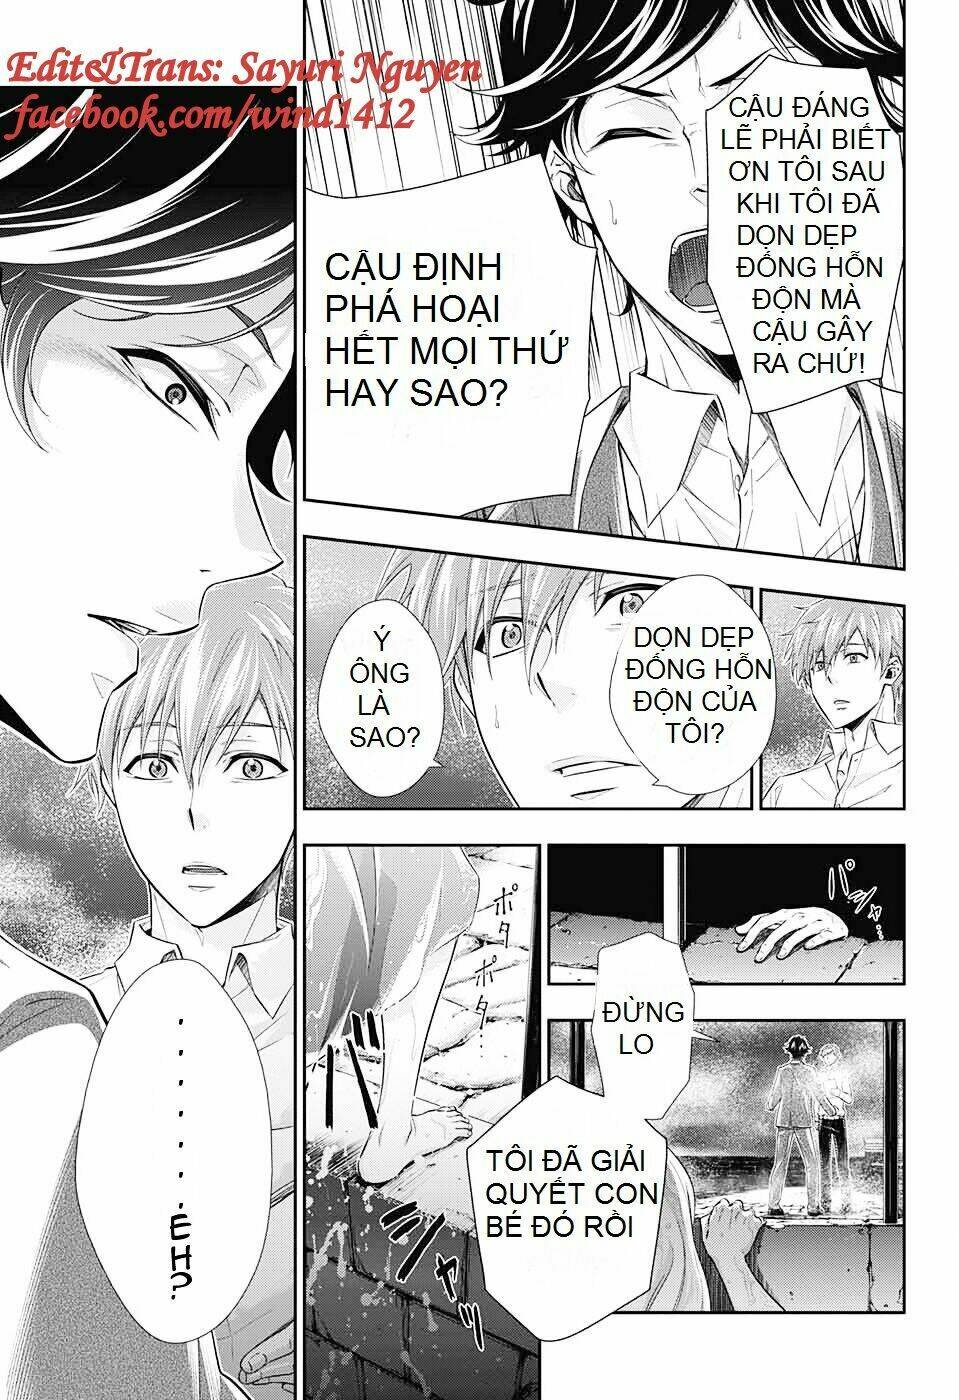 Edit&Trans: Sayuri Nguyen
facebook.com/wind1412
CẬU ĐÁNG
LẼ PHẢI BIẾT
ƠN TÔI SAU
KHI TÔI ĐÃ
DỌN DẸP
ĐỐNG HỖN
ĐỘN MÀ
CẬU GÂY
RA CHỨ!
CẬU ĐỊNH
PHÁ HOẠI
HẾT MỌI THỨ
HAY SAO?
DỌN DẸP
ĐỐNG HỖN
ĐỘN CỦA
TÔI?
Ý
ÔNG
LÀ
SAO?
ポタ
ポタ
ĐỪNG
LO
TÔI ĐÃ GIẢI
QUYẾT CON
BÉ ĐÓ RỒI
......EH?